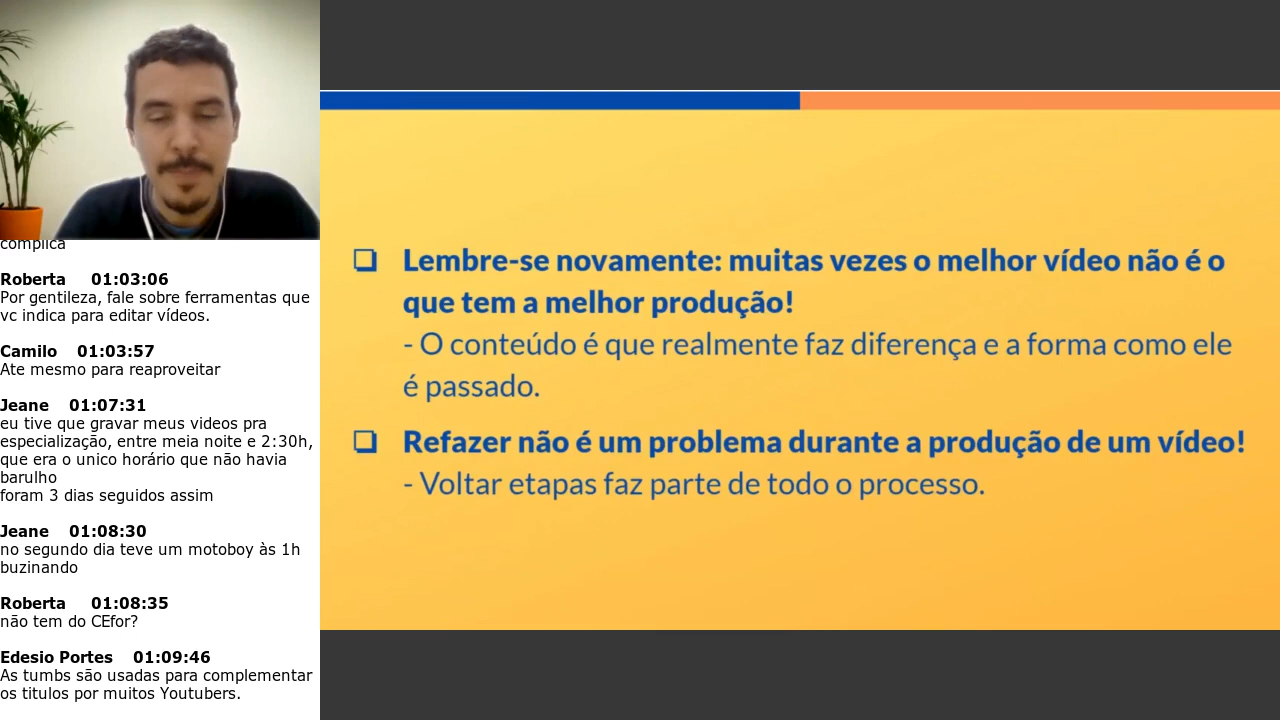 complica
Roberta 01:03:06
Por gentileza, fale sobre ferramentas que
vc indica para editar vídeos.
Camilo 01:03:57
Ate mesmo para reaproveitar
Jeane 01:07:31
eu tive que gravar meus videos pra
especialização, entre meia noite e 2:30h,
que era o unico horário que não havia
barulho
foram 3 dias seguidos assim
Jeane 01:08:30
no segundo dia teve um motoboy às 1h
buzinando
Roberta 01:08:35
não tem do CEfor?
Edesio Portes 01:09:46
As tumbs são usadas para complementar
os titulos por muitos Youtubers.
❑ Lembre-se novamente: muitas vezes o melhor vídeo não é o
que tem a melhor produção!
- O conteúdo é que realmente faz diferença e a forma como ele
é passado.
❑ Refazer não é um problema durante a produção de um vídeo!
- Voltar etapas faz parte de todo o processo.